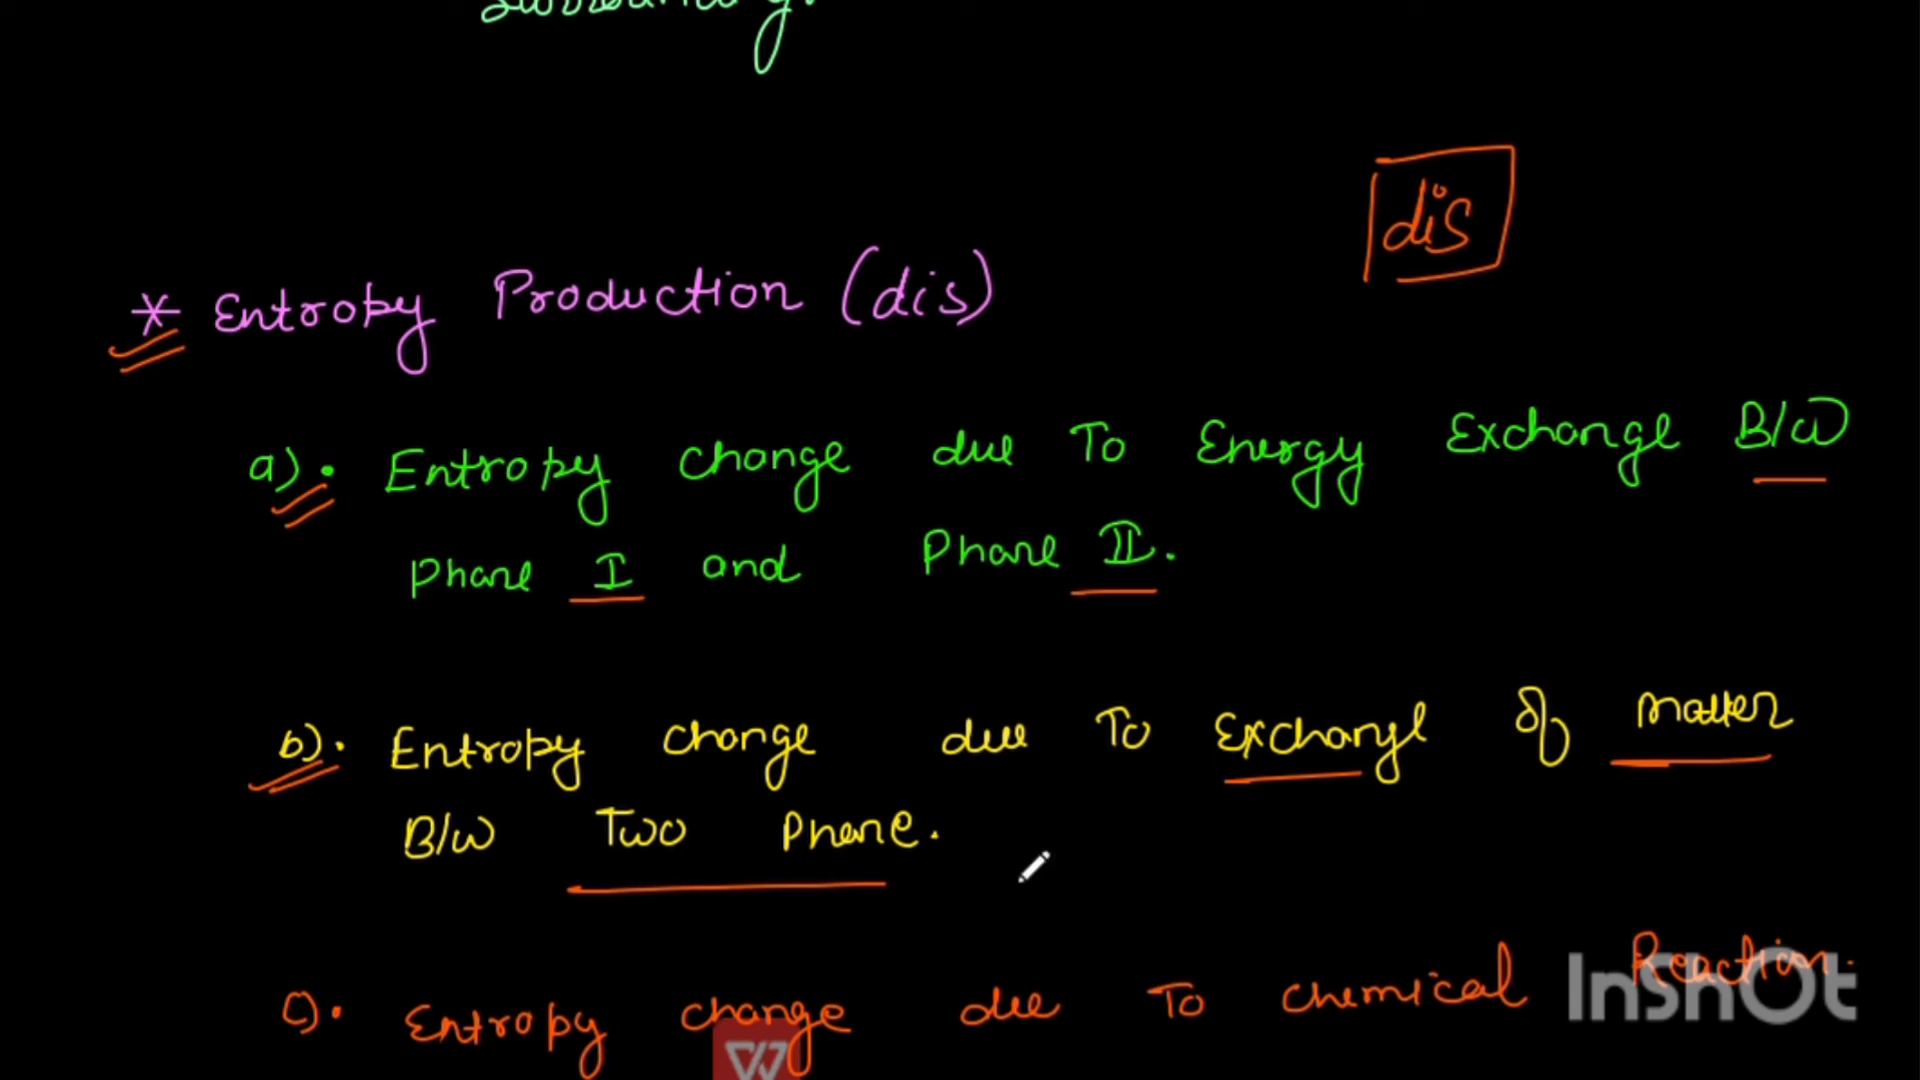 dis
* Entropy Production (dis)
a). Entropy change due To Energy Exchange B/W
Phase I and Phase II.
b). Entropy change due To Exchange of matter
B/W Two Phase.
c). Entropy change due To chemical Reaction.
InShOt
W